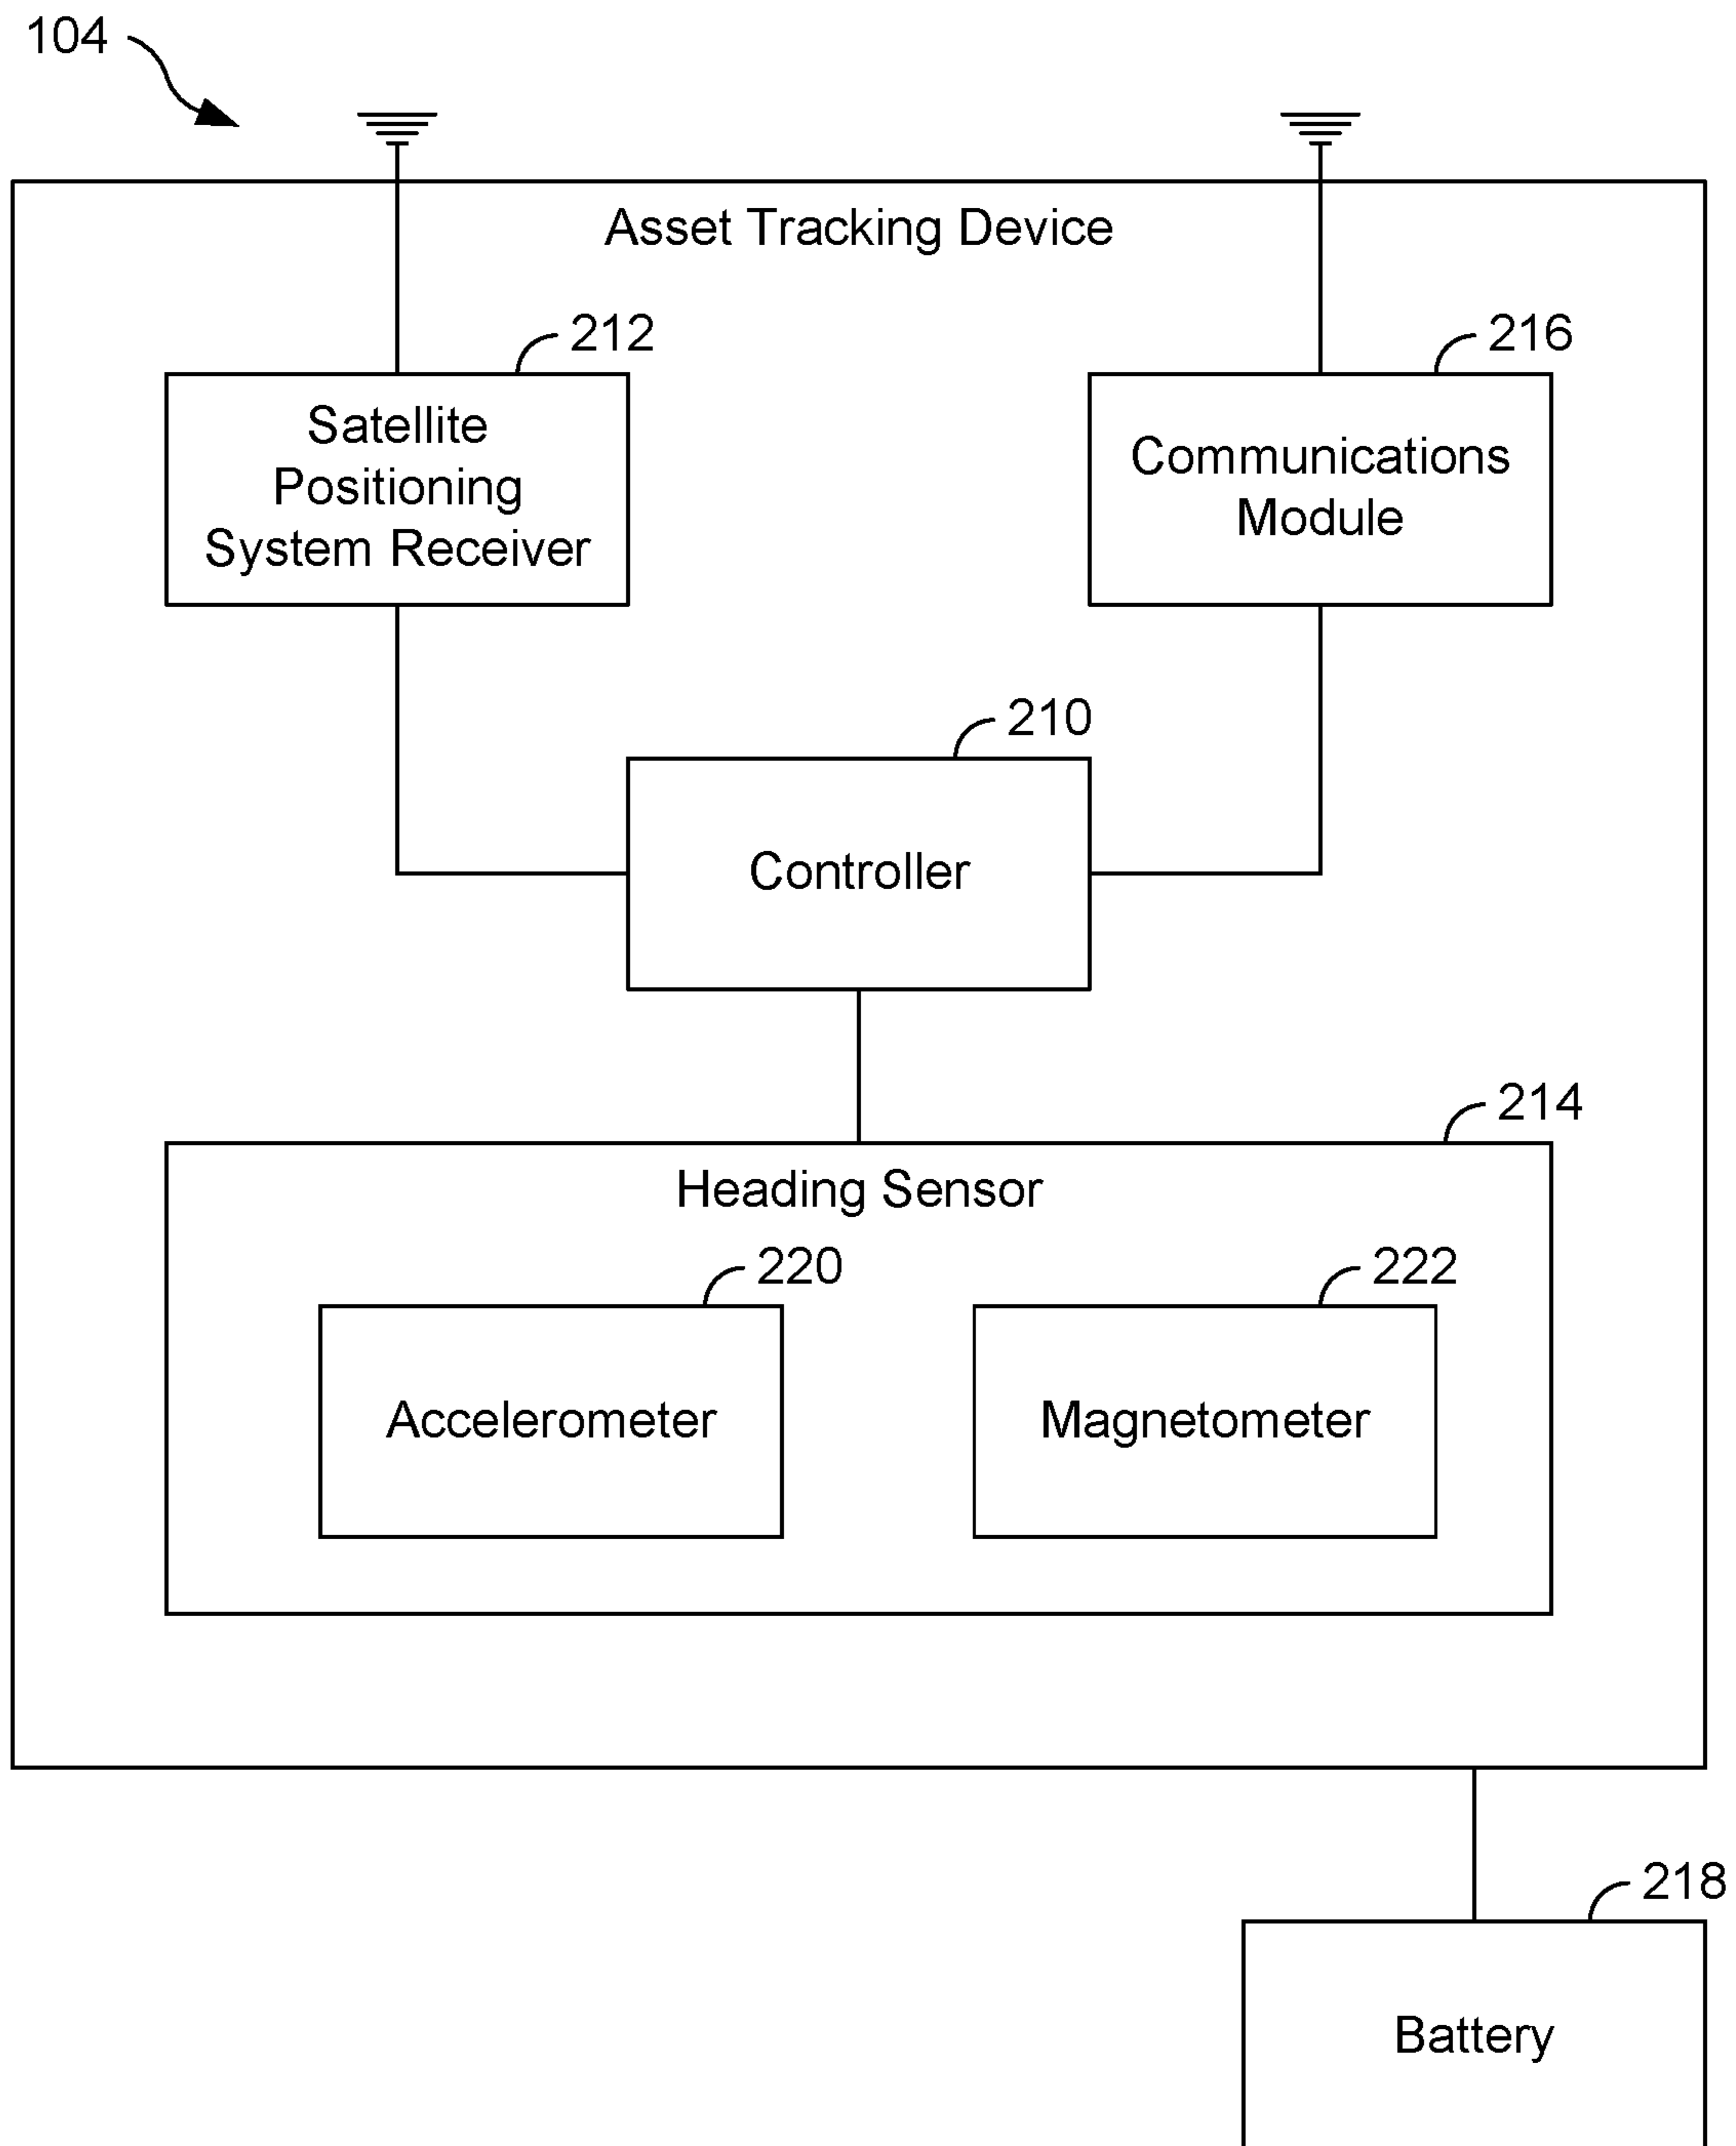 104
Asset Tracking Device
212
216
Satellite
Positioning
System Receiver
Communications
Module
210
Controller
214
Heading Sensor
220
222
Accelerometer
Magnetometer
218
Battery